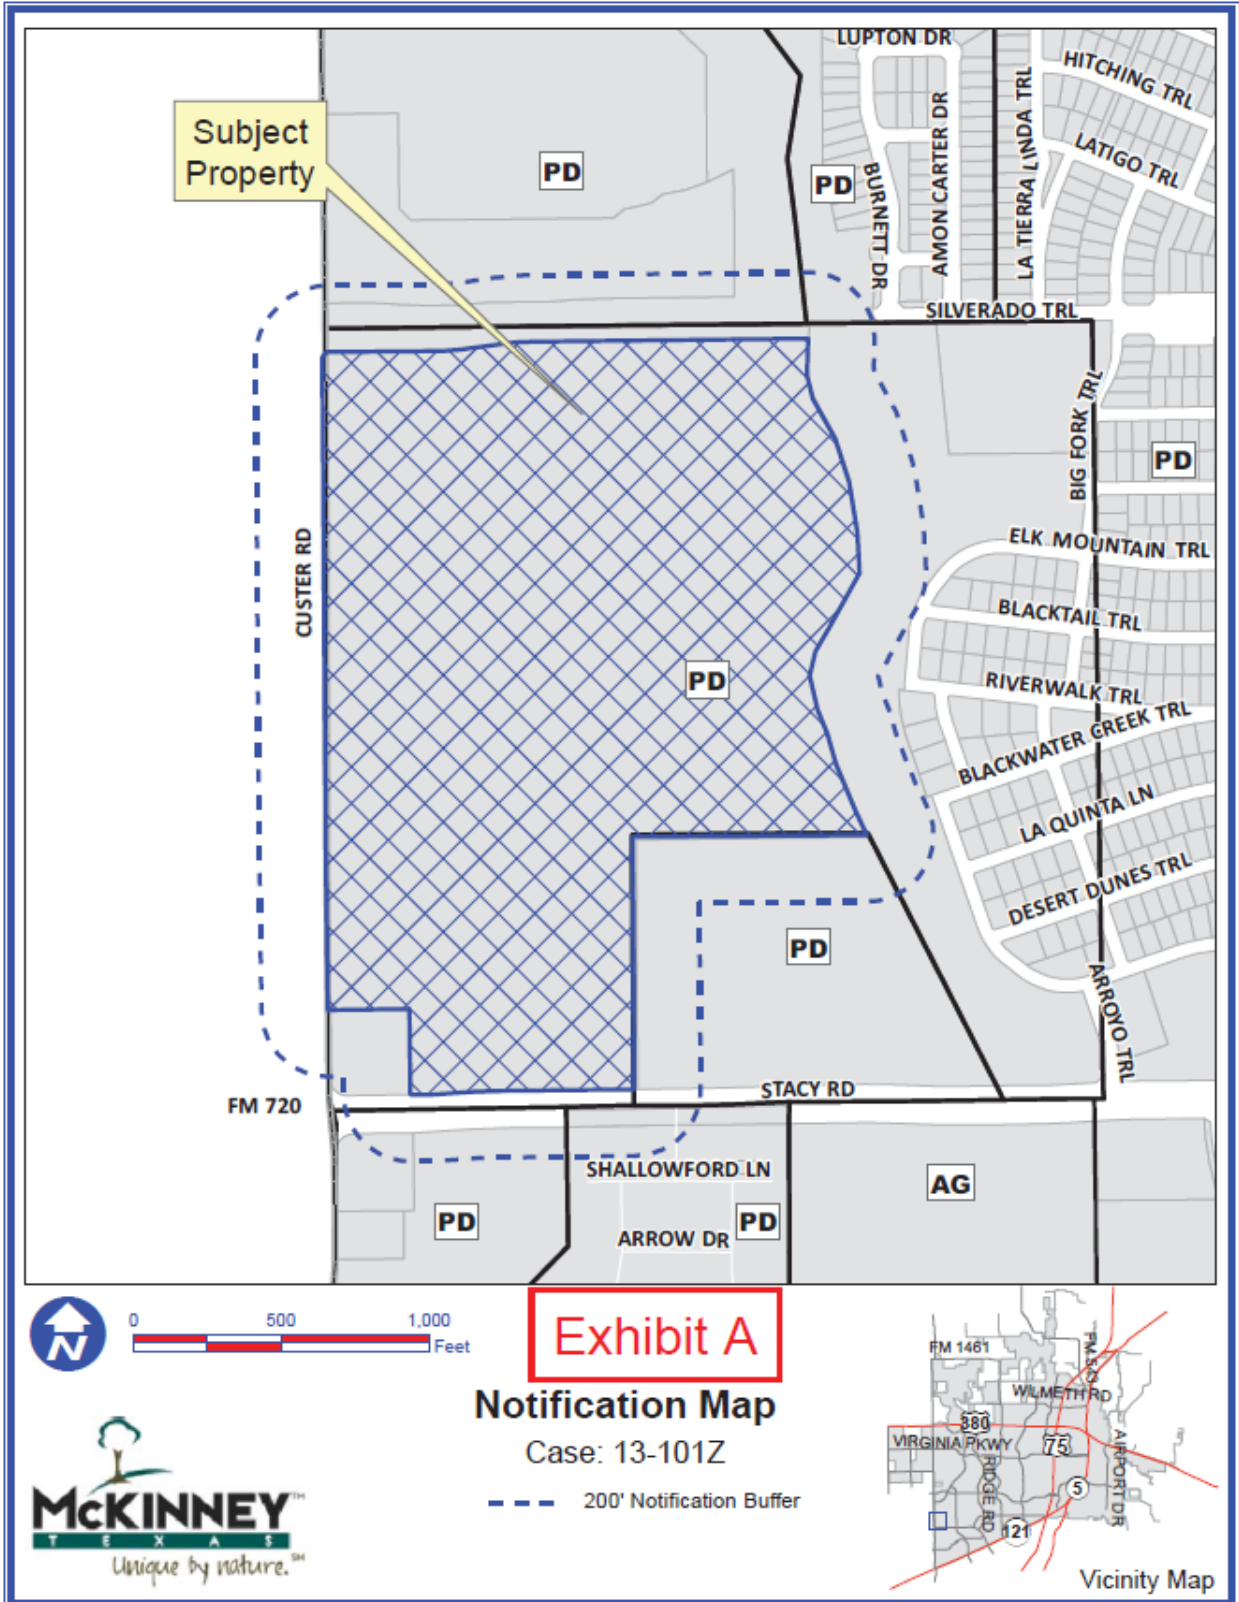 LUPTON DR
HITCHING TRL
LATIGO TRL
Subject
Property
PD
PD
BURNETT DR
AMON CARTER DR
LA TIERRA LINDA TRL
SILVERADO TRL
BIG FORK TRL
PD
CUSTER RD
ELK MOUNTAIN TRL
BLACKTAIL TRL
PD
RIVERWALK TRL
BLACKWATER CREEK TRL
LA QUINTA LN
DESERT DUNES TRL
PD
ARROYO TRL
STACY RD
FM 720
SHALLOWFORD LN
AG
PD
PD
ARROW DR
N
0 500 1,000
Feet
Exhibit A
Notification Map
Case: 13-101Z
200' Notification Buffer
McKINNEY™
TEXAS
Unique by nature.℠
FM 1461
FM 543
WILMETH RD
380
VIRGINIA PKWY
75
RIDGE RD
AIRPORT DR
5
121
Vicinity Map